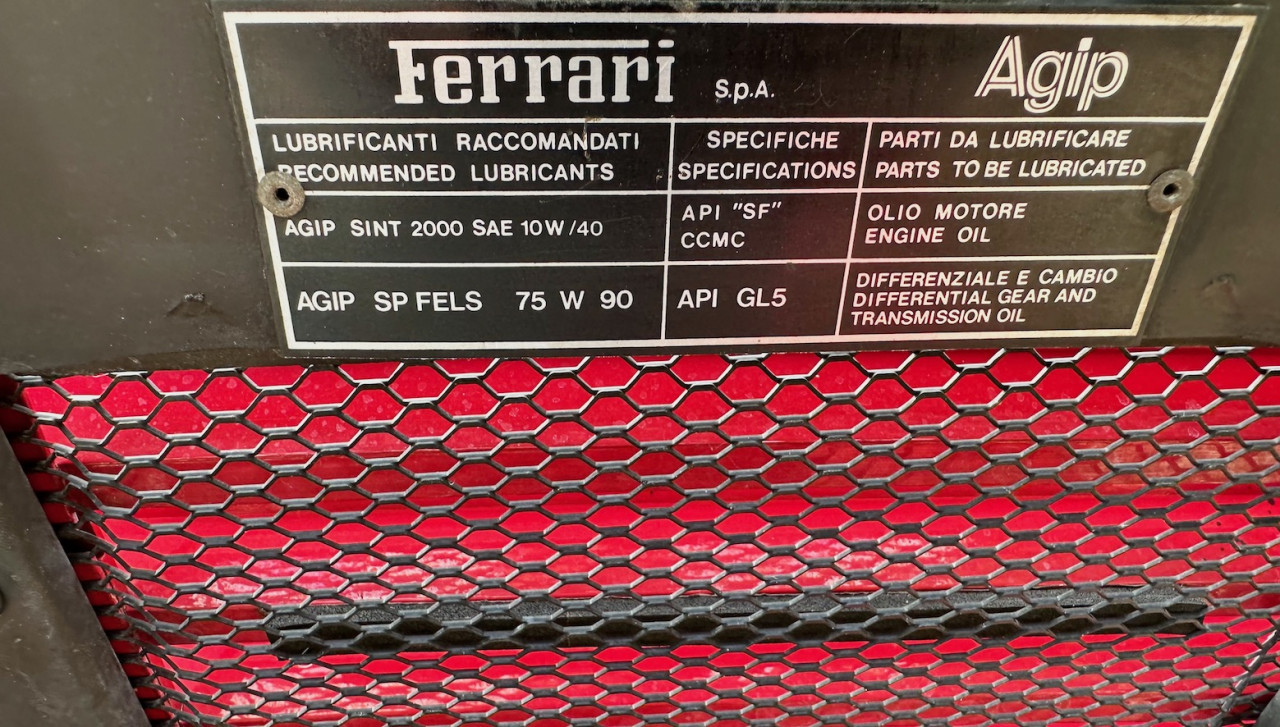 Ferrari S.p.A. Agip
LUBRIFICANTI RACCOMANDATI
RECOMMENDED LUBRICANTS
SPECIFICHE
SPECIFICATIONS
PARTI DA LUBRIFICARE
PARTS TO BE LUBRICATED
AGIP SINT 2000 SAE 10W/40
API "SF"
CCMC
OLIO MOTORE
ENGINE OIL
AGIP SP FELS 75 W 90
API GL5
DIFFERENZIALE E CAMBIO
DIFFERENTIAL GEAR AND
TRANSMISSION OIL